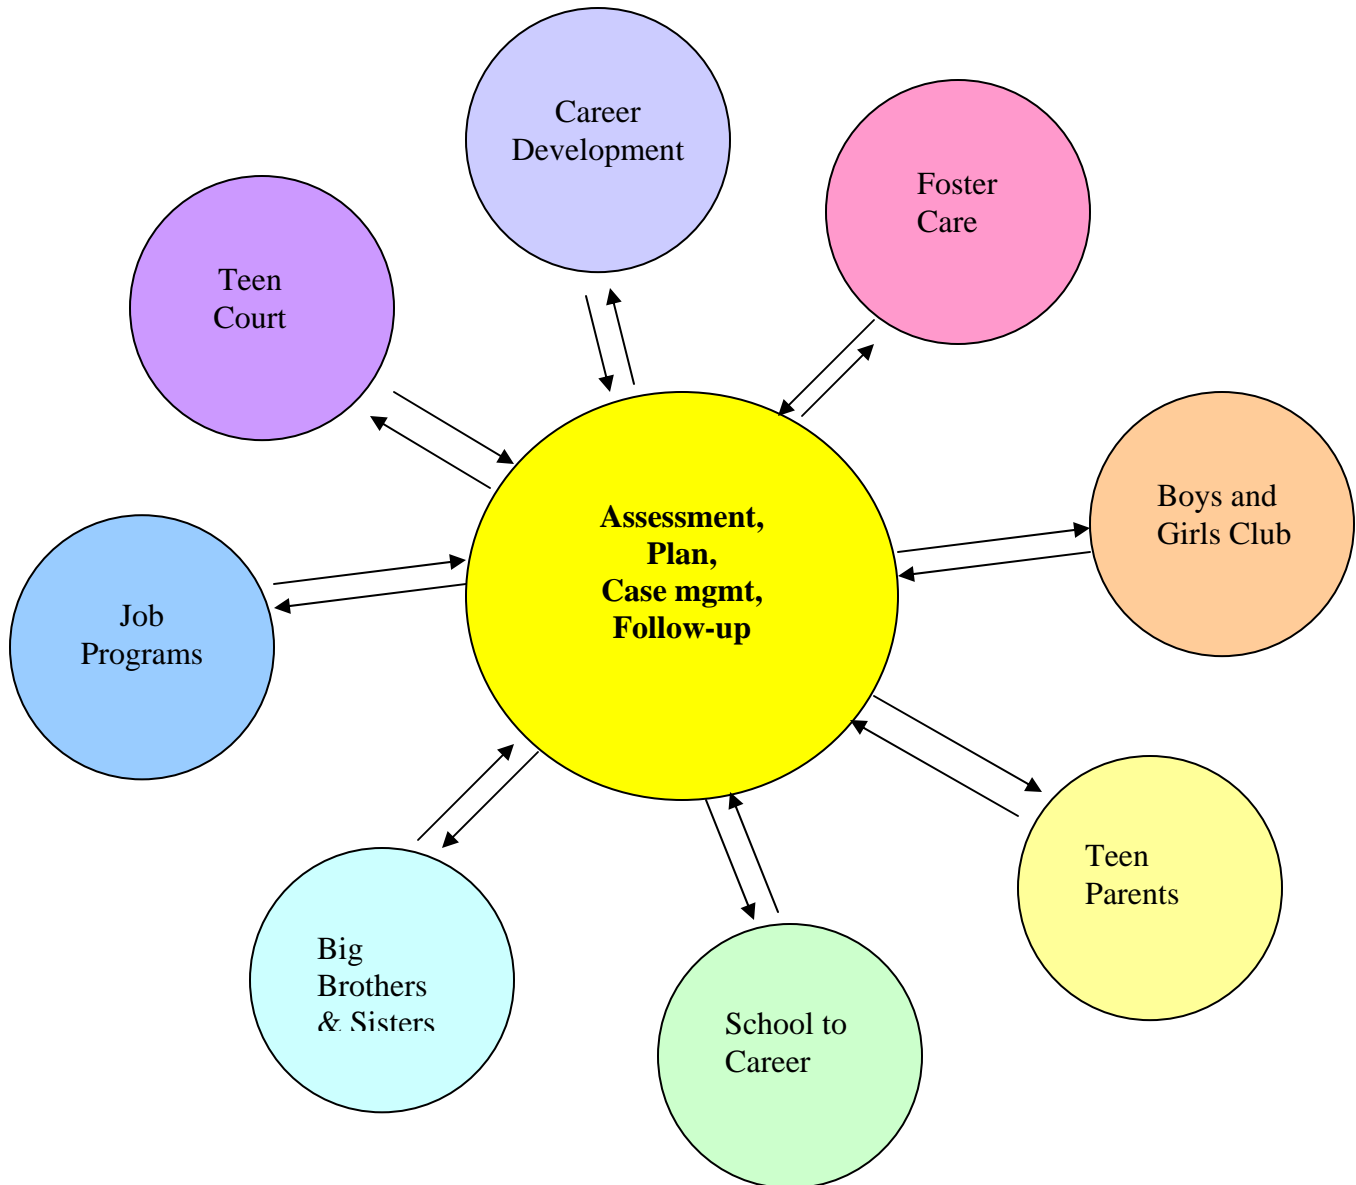 Career
Development
Foster
Care
Teen
Court
Boys and
Girls Club
Assessment,
Plan,
Case mgmt,
Follow-up
Job
Programs
Teen
Parents
Big
Brothers
& Sisters
School to
Career